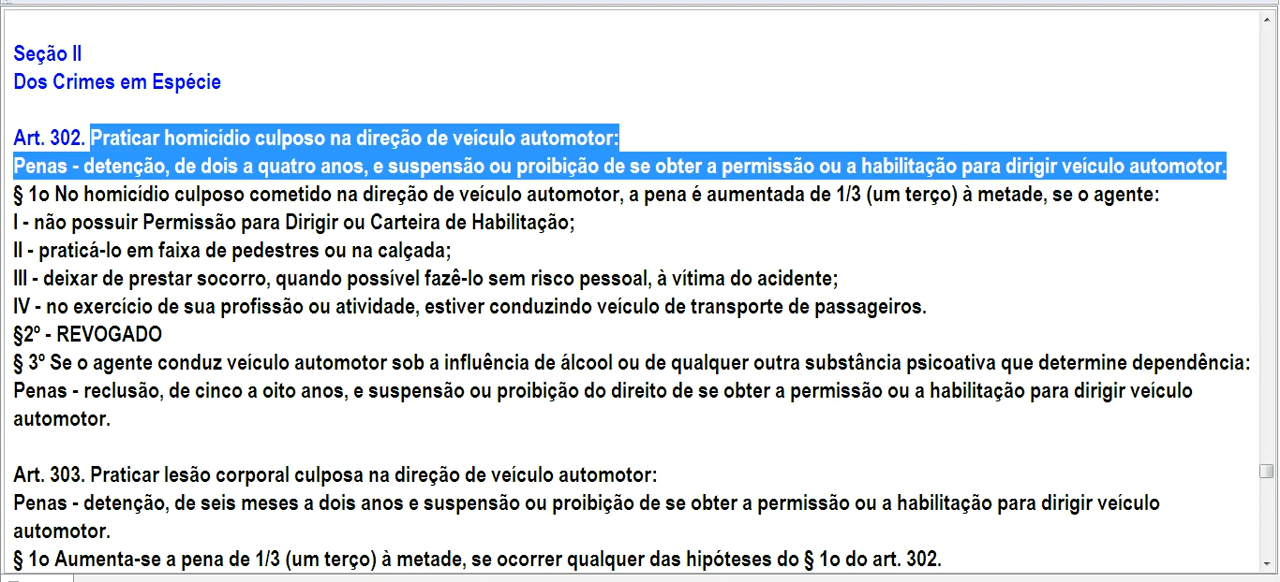 Seção II
Dos Crimes em Espécie
Art. 302. Praticar homicídio culposo na direção de veículo automotor:
Penas - detenção, de dois a quatro anos, e suspensão ou proibição de se obter a permissão ou a habilitação para dirigir veículo automotor.
§ 1o No homicídio culposo cometido na direção de veículo automotor, a pena é aumentada de 1/3 (um terço) à metade, se o agente:
I - não possuir Permissão para Dirigir ou Carteira de Habilitação;
II - praticá-lo em faixa de pedestres ou na calçada;
III - deixar de prestar socorro, quando possível fazê-lo sem risco pessoal, à vítima do acidente;
IV - no exercício de sua profissão ou atividade, estiver conduzindo veículo de transporte de passageiros.
§2º - REVOGADO
§ 3º Se o agente conduz veículo automotor sob a influência de álcool ou de qualquer outra substância psicoativa que determine dependência:
Penas - reclusão, de cinco a oito anos, e suspensão ou proibição do direito de se obter a permissão ou a habilitação para dirigir veículo
automotor.
Art. 303. Praticar lesão corporal culposa na direção de veículo automotor:
Penas - detenção, de seis meses a dois anos e suspensão ou proibição de se obter a permissão ou a habilitação para dirigir veículo
automotor.
§ 1o Aumenta-se a pena de 1/3 (um terço) à metade, se ocorrer qualquer das hipóteses do § 1o do art. 302.